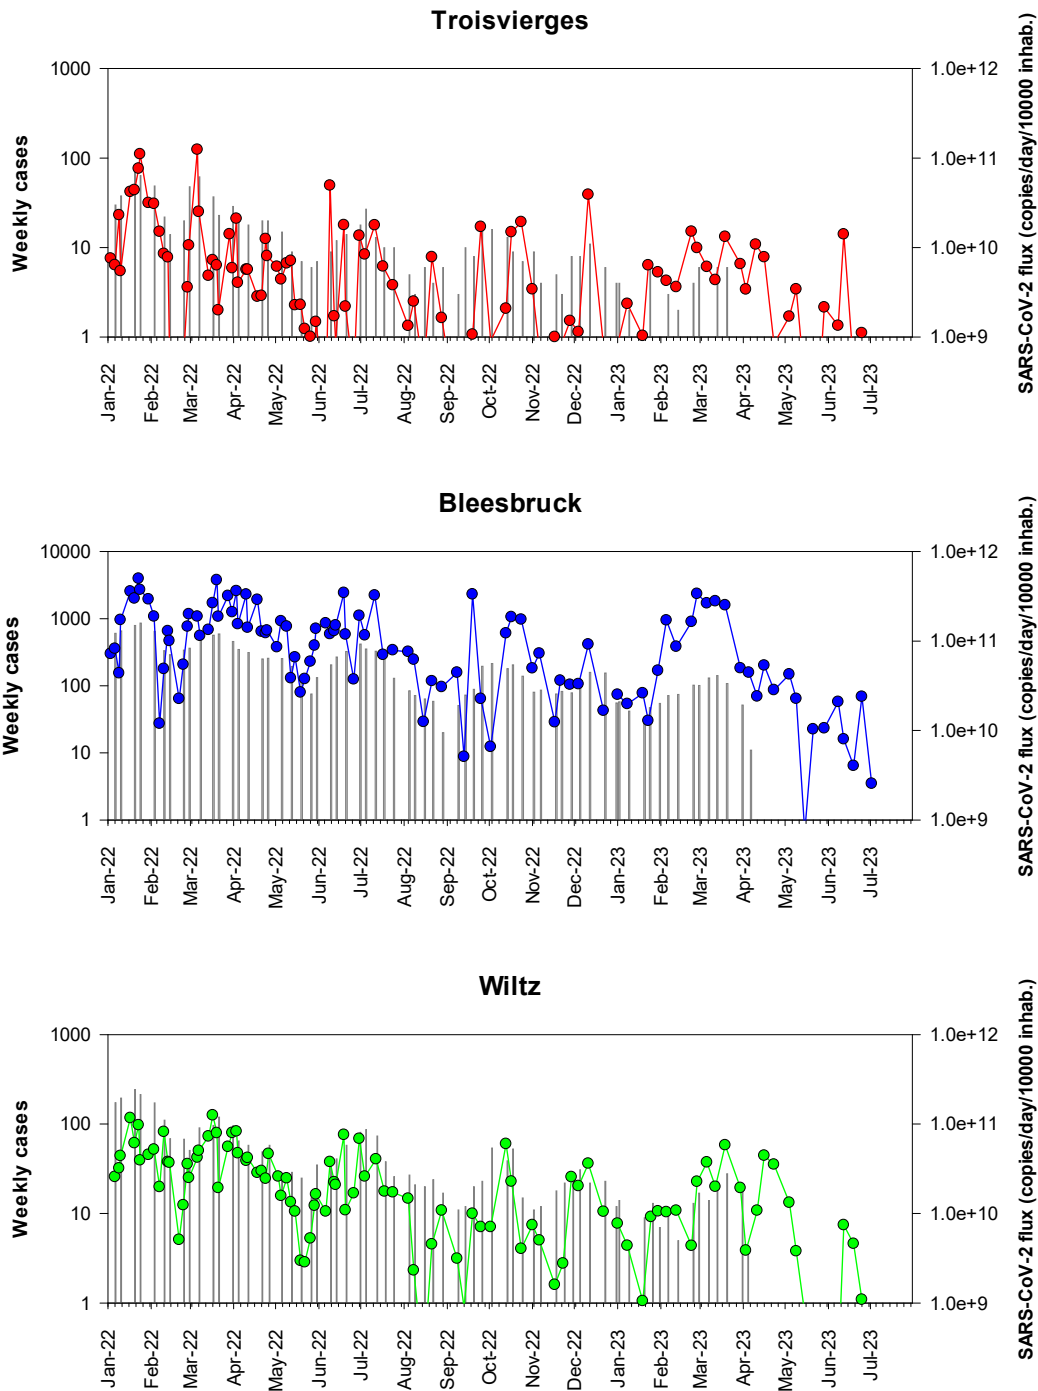 Troisvierges
Weekly cases
1000
100
10
1
1.0e+12
1.0e+11
1.0e+10
1.0e+9
SARS-CoV-2 flux (copies/day/10000 inhab.)
Jan-22
Feb-22
Mar-22
Apr-22
May-22
Jun-22
Jul-22
Aug-22
Sep-22
Oct-22
Nov-22
Dec-22
Jan-23
Feb-23
Mar-23
Apr-23
May-23
Jun-23
Jul-23
Bleesbruck
Weekly cases
10000
1000
100
10
1
1.0e+12
1.0e+11
1.0e+10
1.0e+9
SARS-CoV-2 flux (copies/day/10000 inhab.)
Jan-22
Feb-22
Mar-22
Apr-22
May-22
Jun-22
Jul-22
Aug-22
Sep-22
Oct-22
Nov-22
Dec-22
Jan-23
Feb-23
Mar-23
Apr-23
May-23
Jun-23
Jul-23
Wiltz
Weekly cases
1000
100
10
1
1.0e+12
1.0e+11
1.0e+10
1.0e+9
SARS-CoV-2 flux (copies/day/10000 inhab.)
Jan-22
Feb-22
Mar-22
Apr-22
May-22
Jun-22
Jul-22
Aug-22
Sep-22
Oct-22
Nov-22
Dec-22
Jan-23
Feb-23
Mar-23
Apr-23
May-23
Jun-23
Jul-23